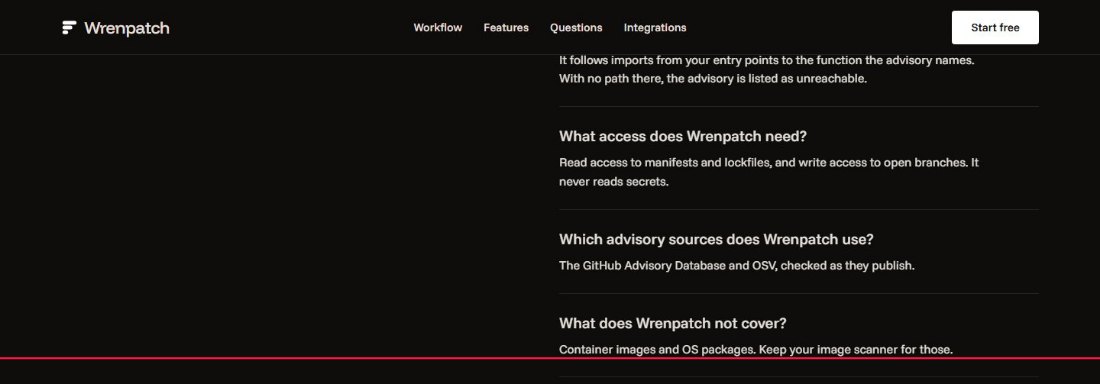 Wrenpatch
Workflow
Features
Questions
Integrations
Start free
It follows imports from your entry points to the function the advisory names.
With no path there, the advisory is listed as unreachable.
What access does Wrenpatch need?
Read access to manifests and lockfiles, and write access to open branches. It
never reads secrets.
Which advisory sources does Wrenpatch use?
The GitHub Advisory Database and OSV, checked as they publish.
What does Wrenpatch not cover?
Container images and OS packages. Keep your image scanner for those.